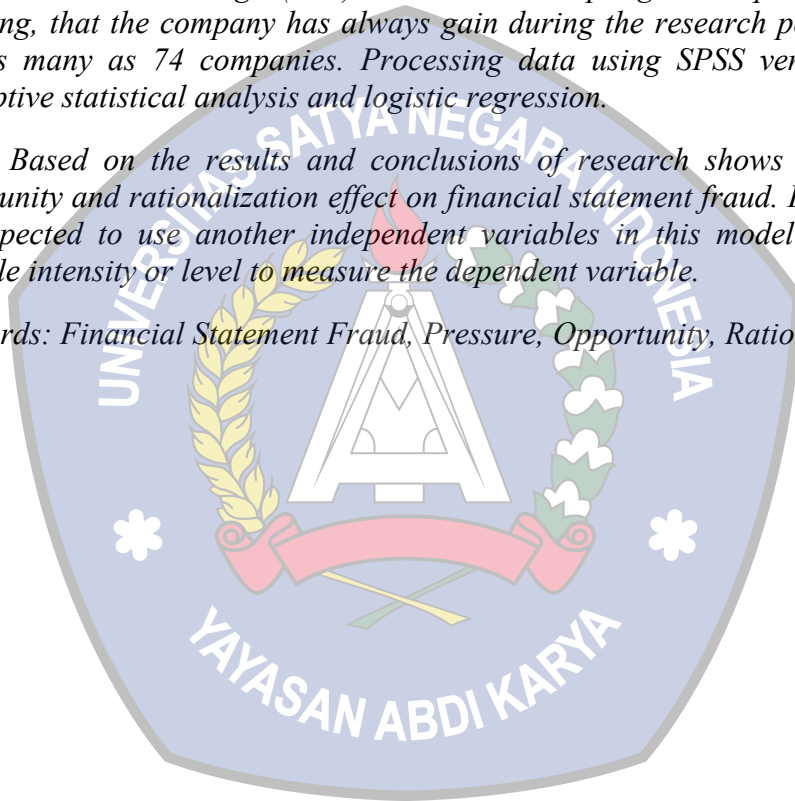 ng, that the company has always gain during the research pe
s many as 74 companies. Processing data using SPSS ver
ptive statistical analysis and logistic regression.
Based on the results and conclusions of research shows
unity and rationalization effect on financial statement fraud. I
pected to use another independent variables in this model
le intensity or level to measure the dependent variable.
rds: Financial Statement Fraud, Pressure, Opportunity, Ratio
UNIVERSITAS SATYA NEGARA INDONESIA
YAYASAN ABDI KARYA